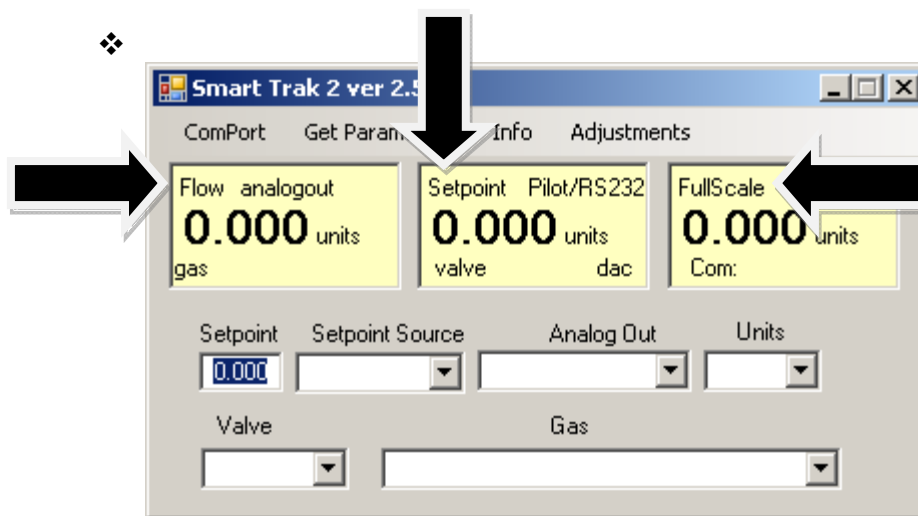 Smart Trak 2 ver 2.
ComPort Get Param Info Adjustments
Flow analogout
0.000 units
gas
Setpoint Pilot/RS232
0.000 units
valve dac
FullScale
0.000 units
Com:
Setpoint Setpoint Source Analog Out Units
0.000
Valve Gas